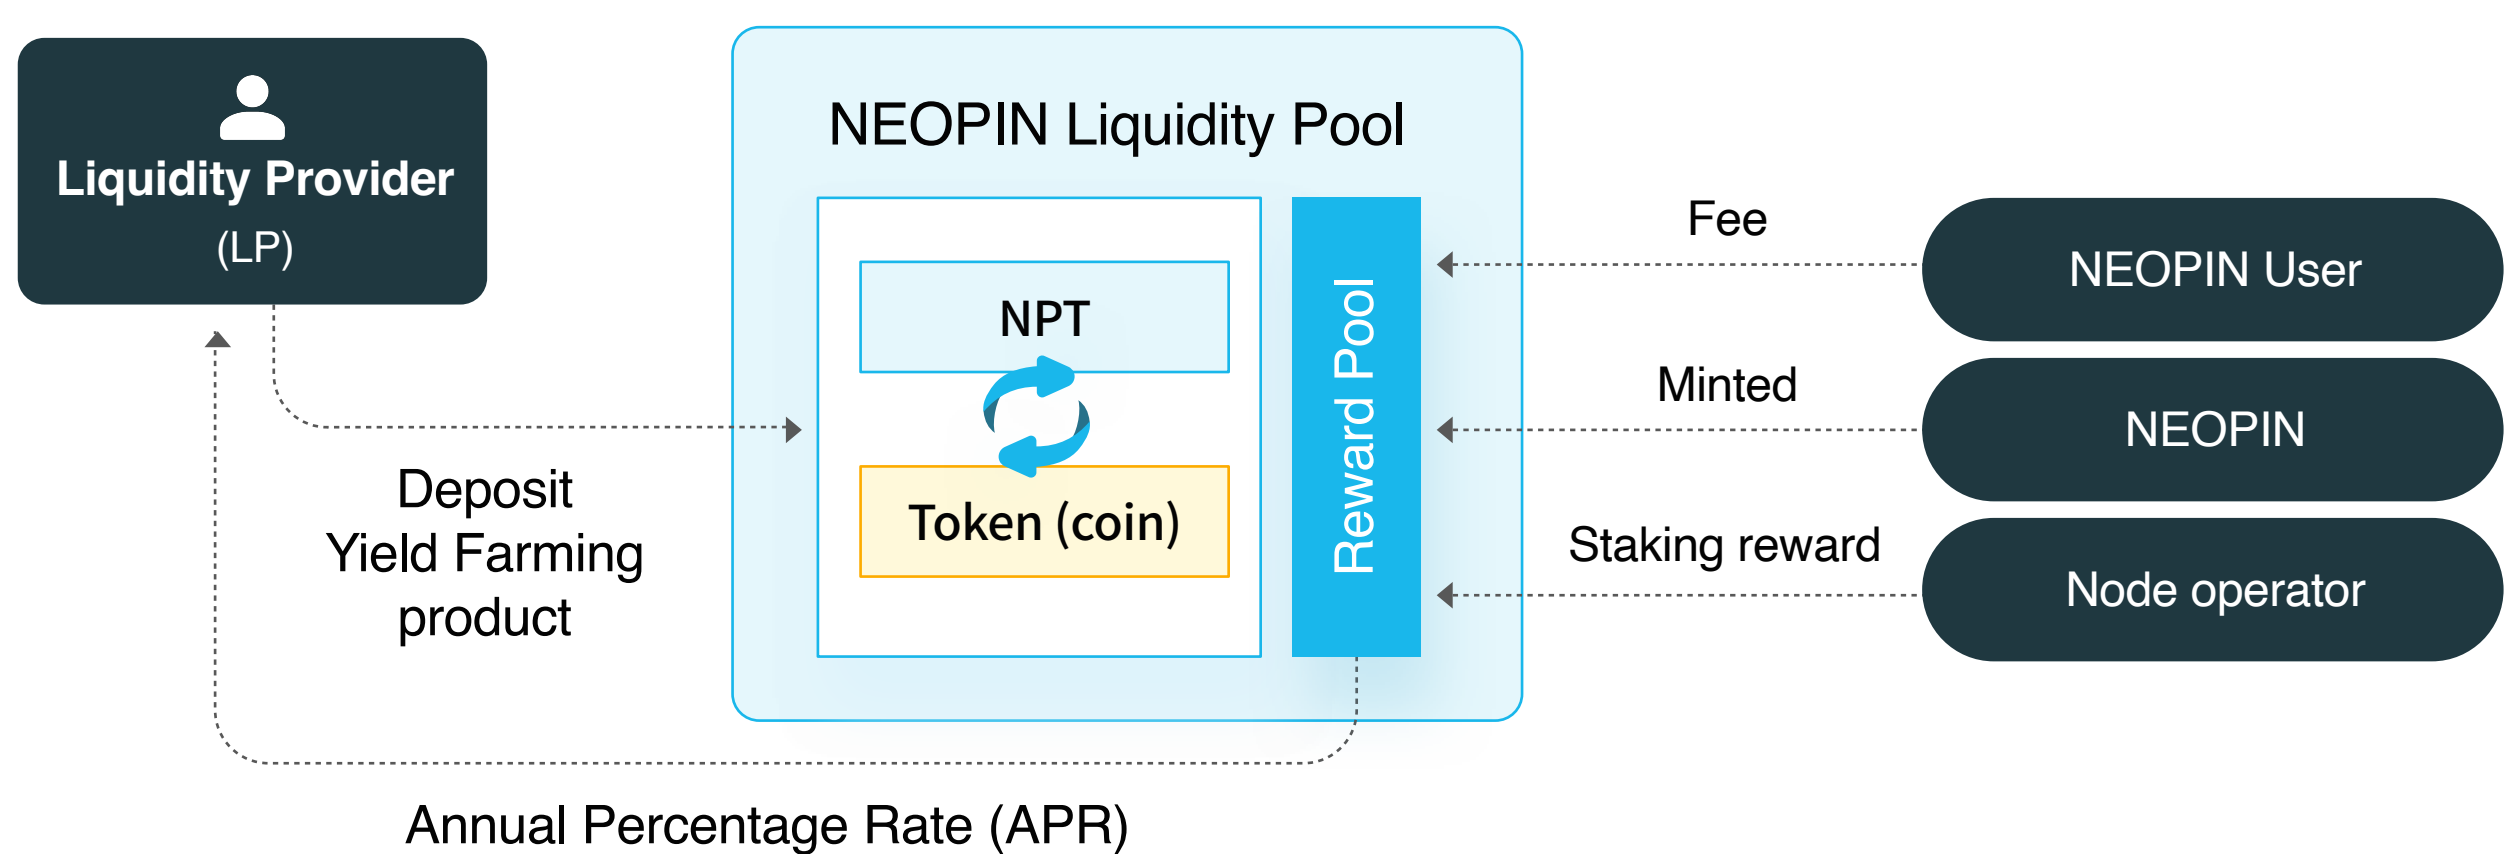 Liquidity Provider
(LP)
Deposit
Yield Farming
product
NEOPIN Liquidity Pool
NPT
Token (coin)
Reward Pool
Fee
NEOPIN User
Minted
NEOPIN
Staking reward
Node operator
Annual Percentage Rate (APR)